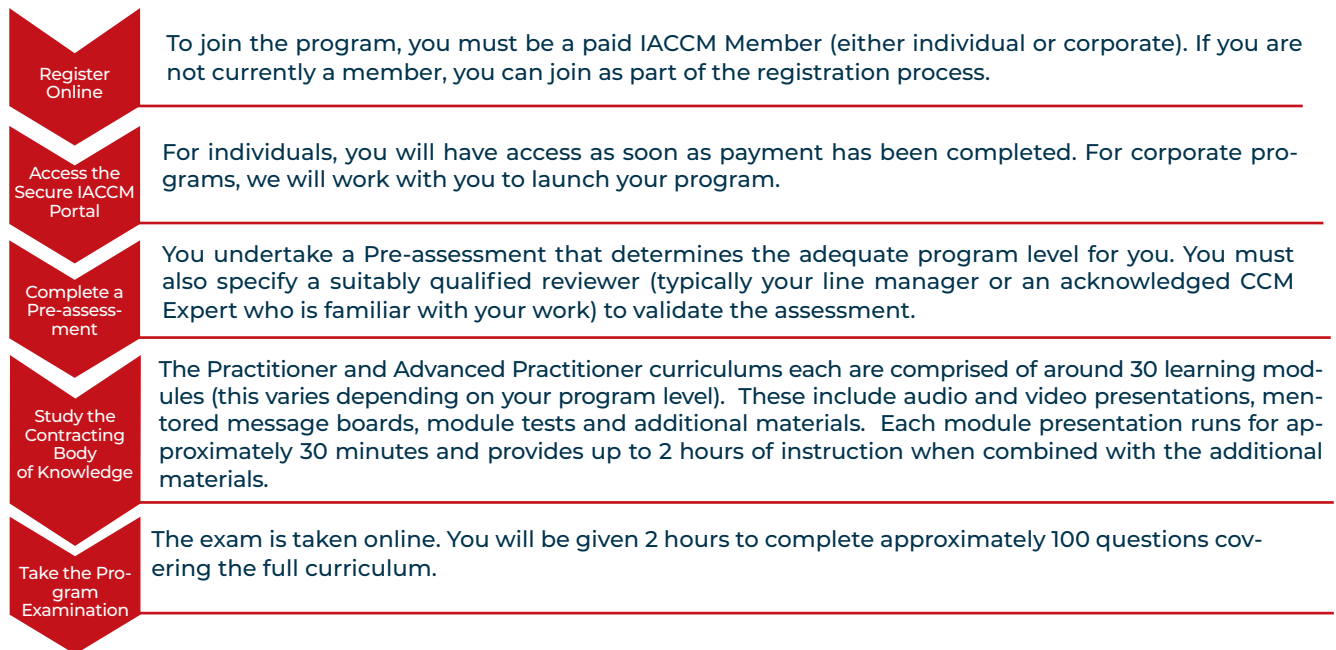 Register
Online
To join the program, you must be a paid IACCM Member (either individual or corporate). If you are
not currently a member, you can join as part of the registration process.
Access the
Secure IACCM
Portal
For individuals, you will have access as soon as payment has been completed. For corporate pro-
grams, we will work with you to launch your program.
Complete a
Pre-assess-
ment
You undertake a Pre-assessment that determines the adequate program level for you. You must
also specify a suitably qualified reviewer (typically your line manager or an acknowledged CCM
Expert who is familiar with your work) to validate the assessment.
Study the
Contracting
Body
of Knowledge
The Practitioner and Advanced Practitioner curriculums each are comprised of around 30 learning mod-
ules (this varies depending on your program level). These include audio and video presentations, men-
tored message boards, module tests and additional materials. Each module presentation runs for ap-
proximately 30 minutes and provides up to 2 hours of instruction when combined with the additional
materials.
Take the Pro-
gram
Examination
The exam is taken online. You will be given 2 hours to complete approximately 100 questions cov-
ering the full curriculum.